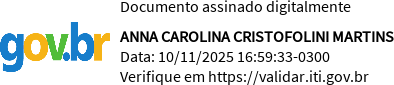 Documento assinado digitalmente
gov.br
ANNA CAROLINA CRISTOFOLINI MARTINS
Data: 10/11/2025 16:59:33-0300
Verifique em https://validar.iti.gov.br